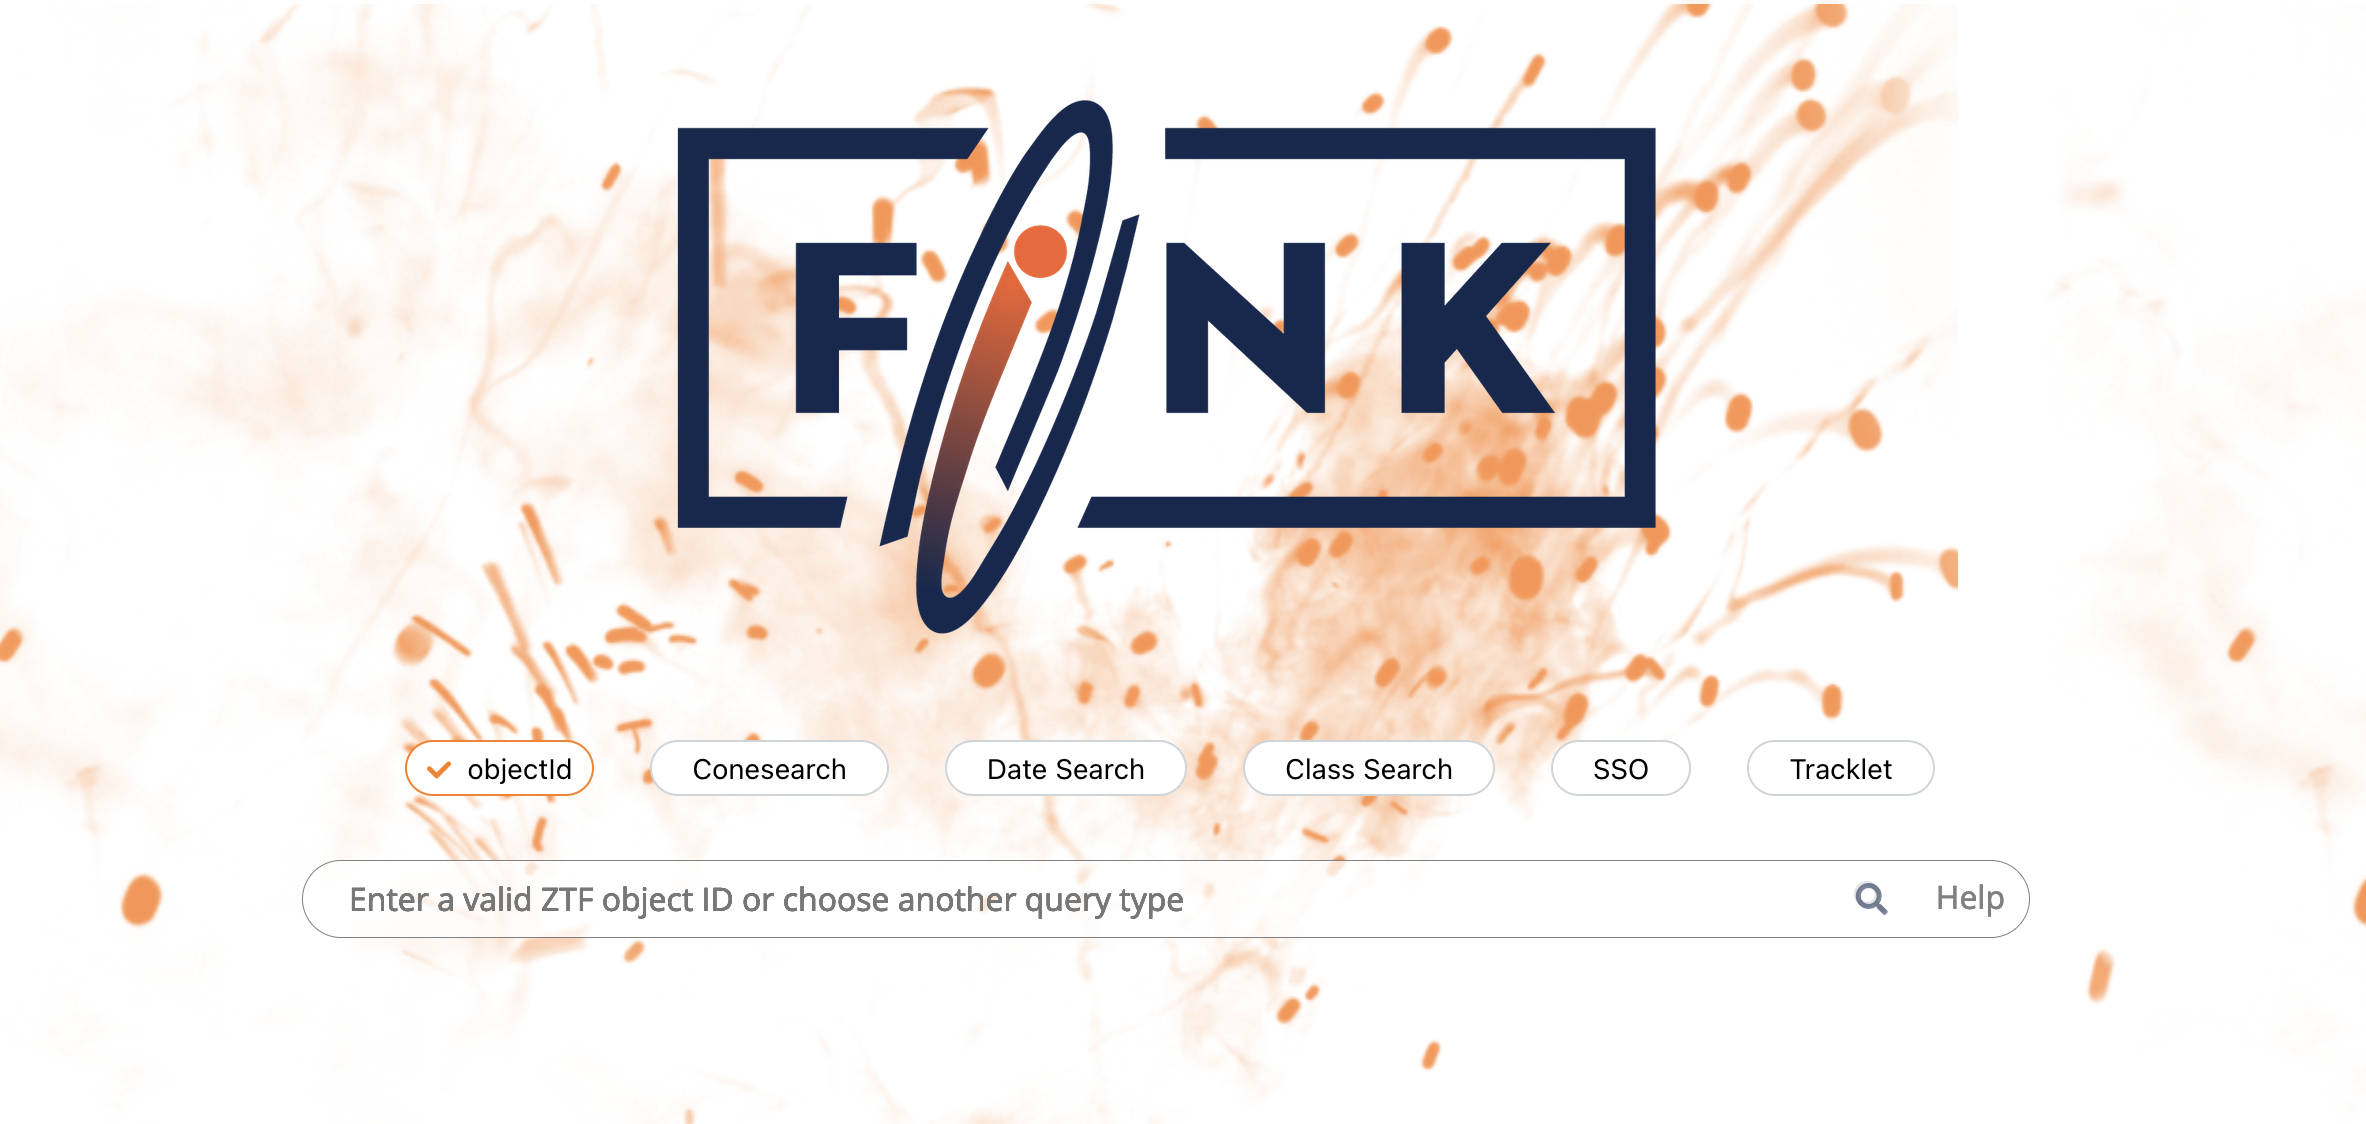 FINK
objectId
Conesearch
Date Search
Class Search
SSO
Tracklet
Enter a valid ZTF object ID or choose another query type
Help